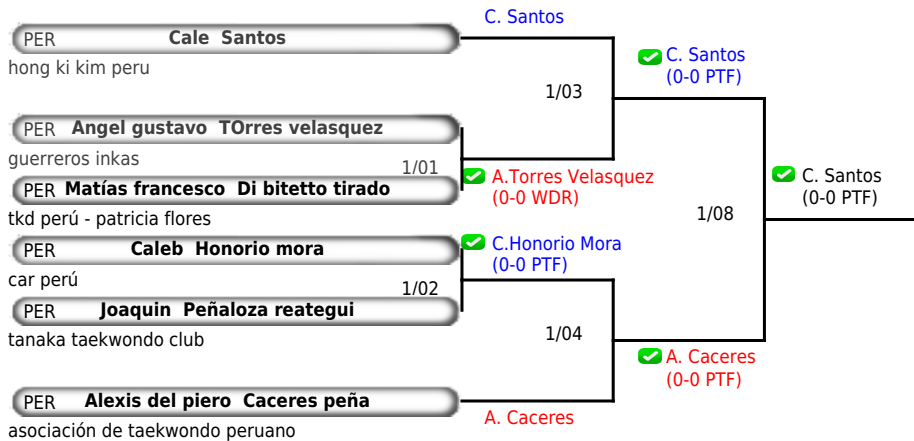 C. Santos
PER Cale Santos
hong ki kim peru
C. Santos
(0-0 PTF)
1/03
PER Angel gustavo TOrres velasquez
guerreros inkas
1/01
A.Torres Velasquez
(0-0 WDR)
C. Santos
(0-0 PTF)
PER Matías francesco Di bitetto tirado
tkd perú - patricia flores
1/08
PER Caleb Honorio mora
C.Honorio Mora
(0-0 PTF)
car perú
1/02
PER Joaquin Peñaloza reategui
tanaka taekwondo club
1/04
A. Caceres
(0-0 PTF)
PER Alexis del piero Caceres peña
A. Caceres
asociación de taekwondo peruano